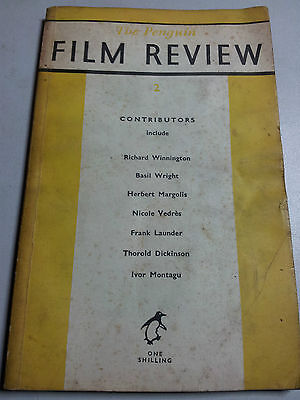 The Penguin
FILM REVIEW
2
CONTRIBUTORS
include
Richard Winnington
Basil Wright
Herbert Margolis
Nicole Vedrès
Frank Launder
Thorold Dickinson
Ivor Montagu
ONE
SHILLING